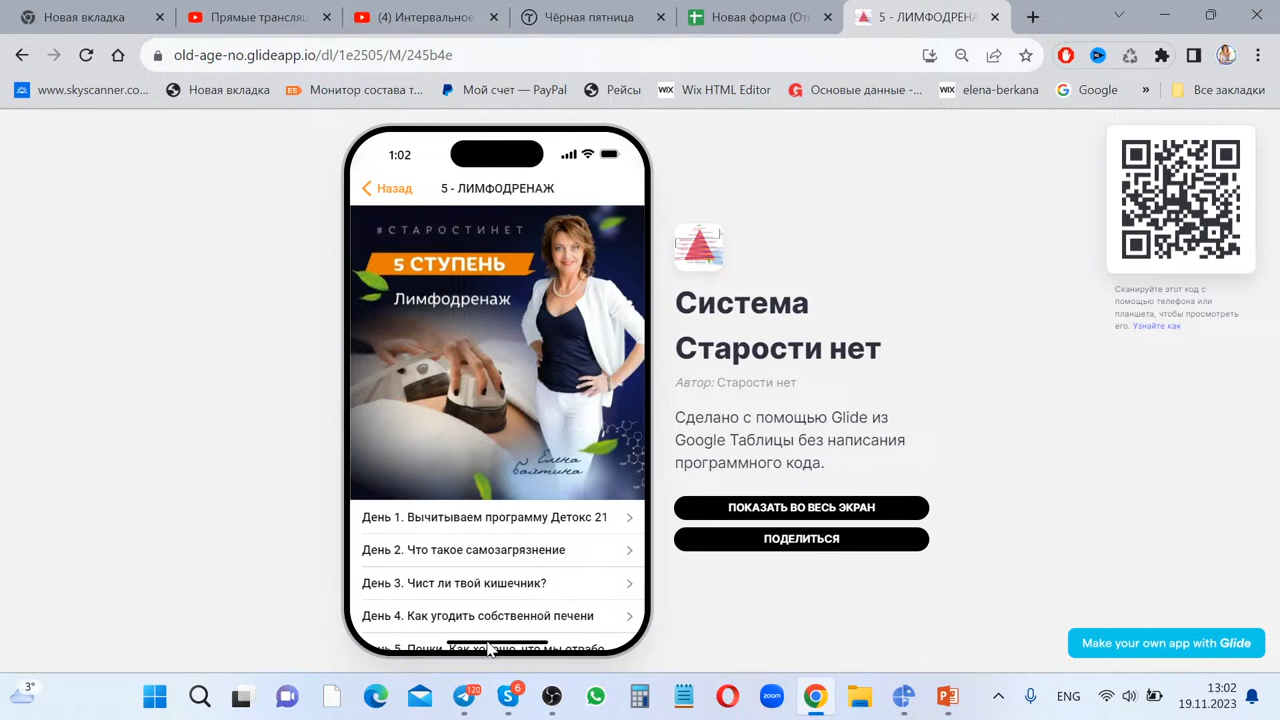 Новая вкладка
Прямые трансляц
(4) Интервальное
Чёрная пятница
Новая форма (От
5 - ЛИМФОДРЕНА
old-age-no.glideapp.io/dl/1e2505/M/245b4e
www.skyscanner.co...
Новая вкладка
Монитор состава т...
Мой счет — PayPal
Рейсы
WIX Wix HTML Editor
Основные данные -...
WIX elena-berkana
Google
»
Все закладки
1:02
Назад
5 - ЛИМФОДРЕНАЖ
#СТАРОСТИНЕТ
5 СТУПЕНЬ
Лимфодренаж
Елена
Валтина
День 1. Вычитываем программу Детокс 21
День 2. Что такое самозагрязнение
День 3. Чист ли твой кишечник?
День 4. Как угодить собственной печени
Система
Старости нет
Автор: Старости нет
Сделано с помощью Glide из
Google Таблицы без написания
программного кода.
ПОКАЗАТЬ ВО ВЕСЬ ЭКРАН
ПОДЕЛИТЬСЯ
Сканируйте этот код с
помощью телефона или
планшета, чтобы просмотреть
его. Узнайте как
Make your own app with Glide
3°
120
6
zoom
ENG
13:02
19.11.2023